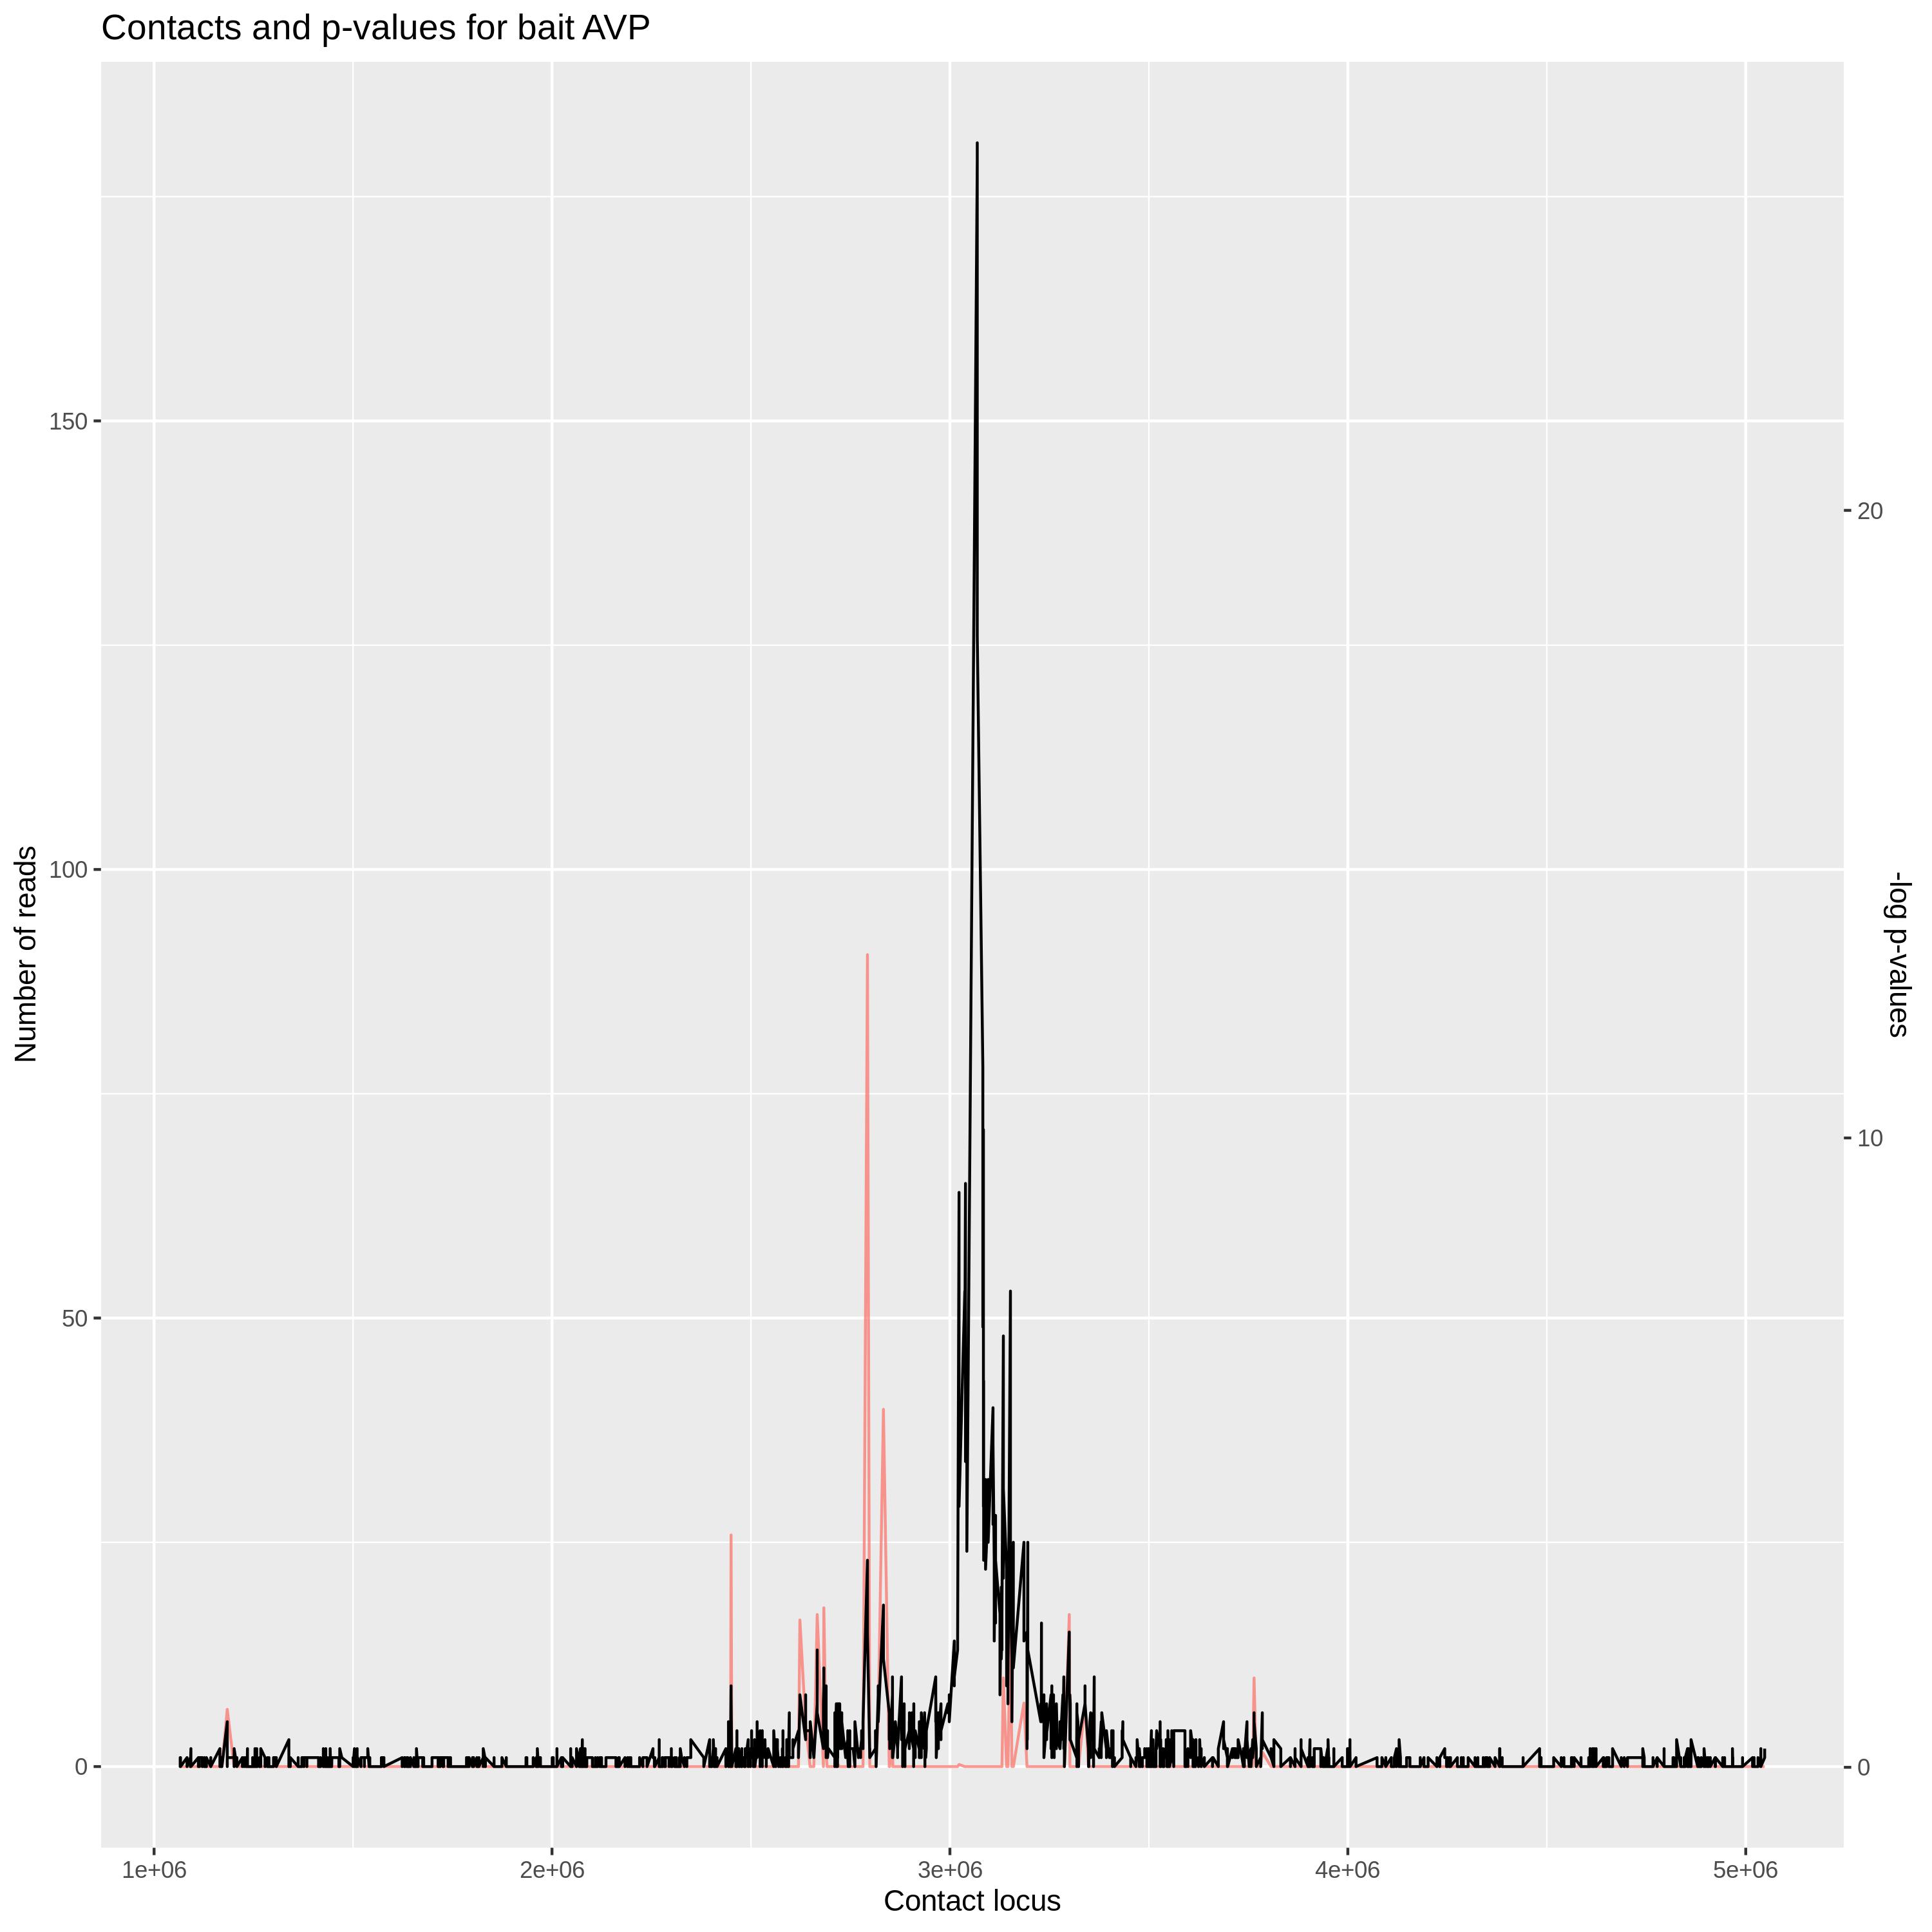 Contacts and p-values for bait AVP
150
100
50
0
Number of reads
20
10
0
-log p-values
1e+06
2e+06
3e+06
4e+06
5e+06
Contact locus